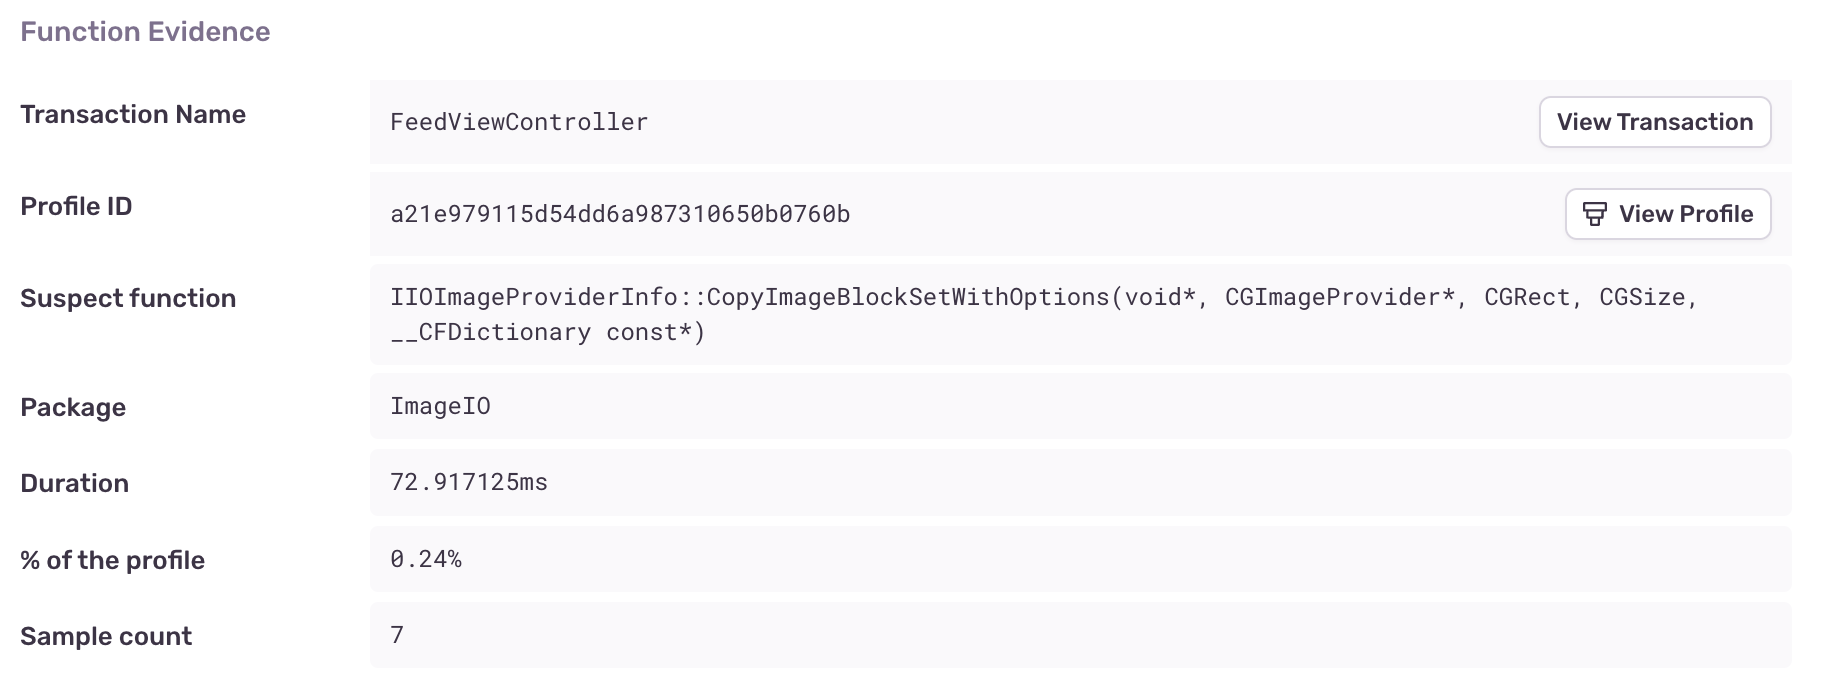 Function Evidence
Transaction Name
FeedViewController
View Transaction
Profile ID
a21e979115d54dd6a987310650b0760b
View Profile
Suspect function
IIOImageProviderInfo::CopyImageBlockSetWithOptions(void*, CGImageProvider*, CGRect, CGSize,
__CFDictionary const*)
Package
ImageIO
Duration
72.917125ms
% of the profile
0.24%
Sample count
7